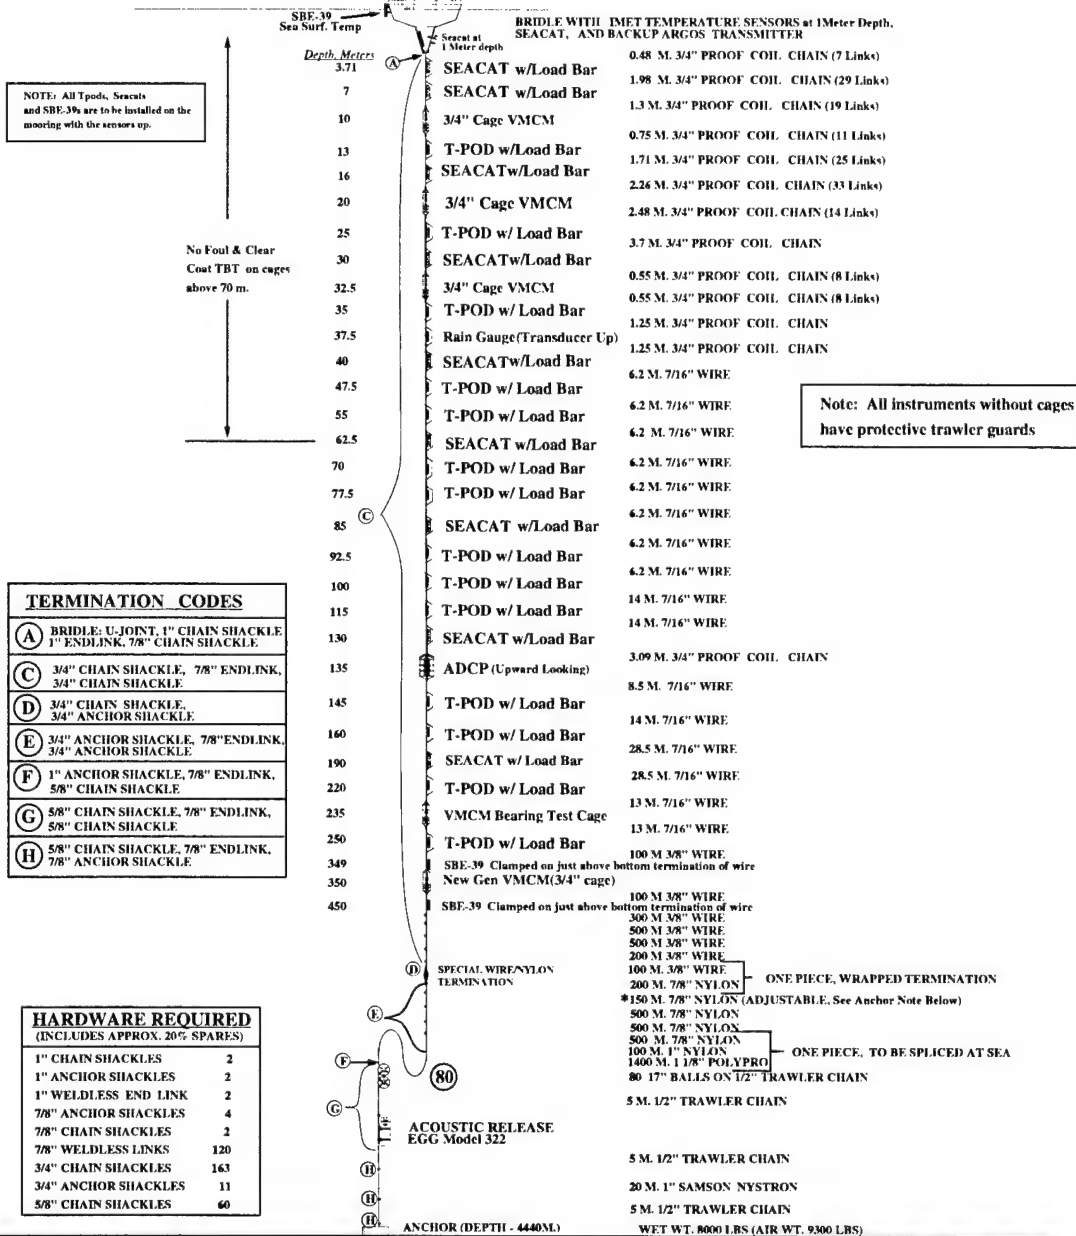 SBE-39
Sea Surf. Temp
Seacat at
1 Meter depth
BRIDLE WITH IMET TEMPERATURE SENSORS at 1Meter Depth,
SEACAT, AND BACKUP ARGOS TRANSMITTER
Depth, Meters
A
0.48 M. 3/4" PROOF COIL CHAIN (7 Links)
3.71 SEACAT w/Load Bar
1.98 M. 3/4" PROOF COIL CHAIN (29 Links)
7 SEACAT w/Load Bar
1.3 M. 3/4" PROOF COIL CHAIN (19 Links)
NOTE: All Tpods, Seacats
and SBE-39s are to be installed on the
mooring with the sensors up.
10 3/4" Cage VMCM
0.75 M. 3/4" PROOF COIL CHAIN (11 Links)
13 T-POD w/Load Bar
1.71 M. 3/4" PROOF COIL CHAIN (25 Links)
16 SEACATw/Load Bar
2.26 M. 3/4" PROOF COIL CHAIN (33 Links)
20 3/4" Cage VMCM
2.48 M. 3/4" PROOF COIL CHAIN (14 Links)
25 T-POD w/ Load Bar
3.7 M. 3/4" PROOF COIL CHAIN
No Foul & Clear
Coat TBT on cages
above 70 m.
30 SEACATw/Load Bar
0.55 M. 3/4" PROOF COIL CHAIN (8 Links)
32.5 3/4" Cage VMCM
0.55 M. 3/4" PROOF COIL CHAIN (8 Links)
35 T-POD w/ Load Bar
1.25 M. 3/4" PROOF COIL CHAIN
37.5 Rain Gauge(Transducer Up)
1.25 M. 3/4" PROOF COIL CHAIN
40 SEACATw/Load Bar
6.2 M. 7/16" WIRE
47.5 T-POD w/ Load Bar
6.2 M. 7/16" WIRE
55 T-POD w/ Load Bar
6.2 M. 7/16" WIRE
Note: All instruments without cages
have protective trawler guards
62.5 SEACAT w/Load Bar
6.2 M. 7/16" WIRE
70 T-POD w/ Load Bar
6.2 M. 7/16" WIRE
77.5 T-POD w/ Load Bar
6.2 M. 7/16" WIRE
C
85 SEACAT w/Load Bar
6.2 M. 7/16" WIRE
92.5 T-POD w/ Load Bar
6.2 M. 7/16" WIRE
100 T-POD w/ Load Bar
14 M. 7/16" WIRE
115 T-POD w/ Load Bar
14 M. 7/16" WIRE
130 SEACAT w/Load Bar
3.09 M. 3/4" PROOF COIL CHAIN
135 ADCP (Upward Looking)
8.5 M. 7/16" WIRE
145 T-POD w/ Load Bar
14 M. 7/16" WIRE
160 T-POD w/ Load Bar
28.5 M. 7/16" WIRE
190 SEACAT w/ Load Bar
28.5 M. 7/16" WIRE
220 T-POD w/ Load Bar
13 M. 7/16" WIRE
235 VMCM Bearing Test Cage
13 M. 7/16" WIRE
250 T-POD w/ Load Bar
100 M 3/8" WIRE
349 SBE-39 Clamped on just above bottom termination of wire
350 New Gen VMCM(3/4" cage)
100 M 3/8" WIRE
450 SBE-39 Clamped on just above bottom termination of wire
300 M 3/8" WIRE
500 M 3/8" WIRE
500 M 3/8" WIRE
200 M 3/8" WIRE
D SPECIAL WIRE/NYLON
TERMINATION
100 M. 3/8" WIRE
200 M. 7/8" NYLON
ONE PIECE, WRAPPED TERMINATION
*150 M. 7/8" NYLON (ADJUSTABLE, See Anchor Note Below)
E
500 M. 7/8" NYLON
500 M. 7/8" NYLON
500 M. 7/8" NYLON
100 M. 1" NYLON
1400 M. 1 1/8" POLYPRO
ONE PIECE, TO BE SPLICED AT SEA
F
80
80 17" BALLS ON 1/2" TRAWLER CHAIN
G
5 M. 1/2" TRAWLER CHAIN
ACOUSTIC RELEASE
EGG Model 322
5 M. 1/2" TRAWLER CHAIN
H
20 M. 1" SAMSON NYSTRON
H
5 M. 1/2" TRAWLER CHAIN
H
ANCHOR (DEPTH - 4440M.)
WET WT. 8000 LBS (AIR WT. 9300 LBS)
TERMINATION CODES
A BRIDLE: U-JOINT, 1" CHAIN SHACKLE
1" ENDLINK, 7/8" CHAIN SHACKLE
C 3/4" CHAIN SHACKLE, 7/8" ENDLINK,
3/4" CHAIN SHACKLE
D 3/4" CHAIN SHACKLE,
3/4" ANCHOR SHACKLE
E 3/4" ANCHOR SHACKLE, 7/8"ENDLINK,
3/4" ANCHOR SHACKLE
F 1" ANCHOR SHACKLE, 7/8" ENDLINK,
5/8" CHAIN SHACKLE
G 5/8" CHAIN SHACKLE, 7/8" ENDLINK,
5/8" CHAIN SHACKLE
H 5/8" CHAIN SHACKLE, 7/8" ENDLINK,
7/8" ANCHOR SHACKLE
HARDWARE REQUIRED
(INCLUDES APPROX. 20% SPARES)
1" CHAIN SHACKLES 2
1" ANCHOR SHACKLES 2
1" WELDLESS END LINK 2
7/8" ANCHOR SHACKLES 4
7/8" CHAIN SHACKLES 2
7/8" WELDLESS LINKS 120
3/4" CHAIN SHACKLES 163
3/4" ANCHOR SHACKLES 11
5/8" CHAIN SHACKLES 60